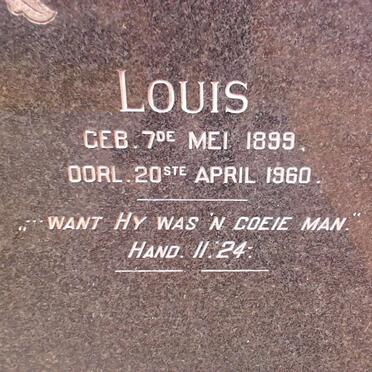 LOUIS
GEB. 7DE MEI 1899.
OORL. 20STE APRIL 1960.
„...WANT HY WAS 'N GOEIE MAN."
HAND. 11:24: